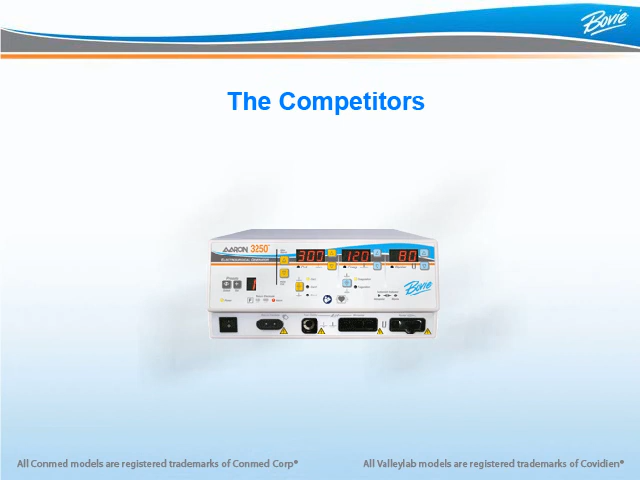 Bovie
The Competitors
AARON 3250
300 120 80
ELECTROSURGICAL GENERATOR
Bovie
All Conmed models are registered trademarks of Conmed Corp® All Valleylab models are registered trademarks of Covidien®